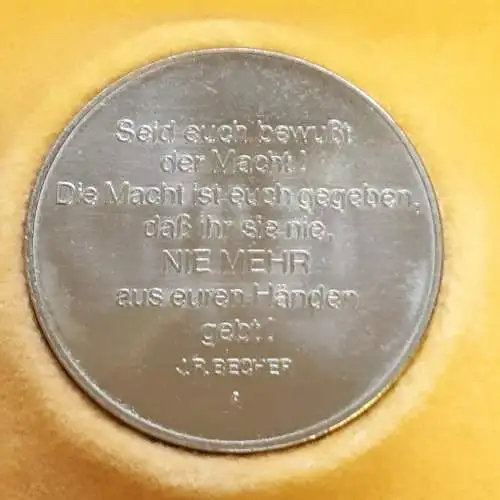 Seid euch bewußt
der Macht!
Die Macht ist euch gegeben,
daß ihr sie nie,
NIE MEHR
aus euren Händen
gebt!
J.R. BECHER